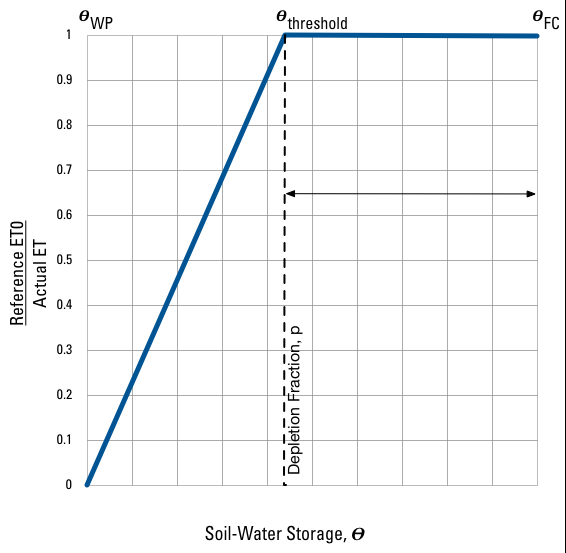 θWP θthreshold θFC
1
0.9
0.8
0.7
0.6
0.5
0.4
0.3
0.2
0.1
0
Reference ET0
Actual ET
Depletion Fraction, p
Soil-Water Storage, θ